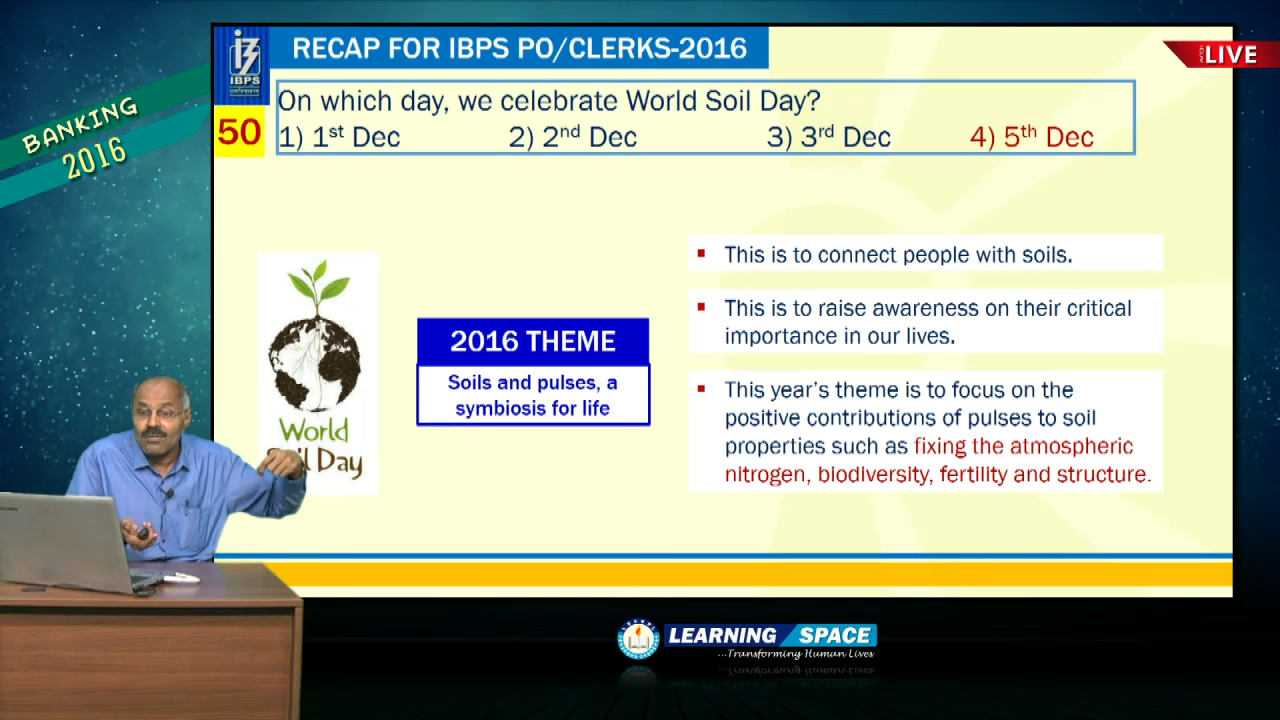 RECAP FOR IBPS PO/CLERKS-2016
IBPS
LIVE
BANKING
2016
50
On which day, we celebrate World Soil Day?
1) 1st Dec 2) 2nd Dec 3) 3rd Dec 4) 5th Dec
2016 THEME
Soils and pulses, a
symbiosis for life
World
Soil Day
▪ This is to connect people with soils.
▪ This is to raise awareness on their critical
importance in our lives.
▪ This year's theme is to focus on the
positive contributions of pulses to soil
properties such as fixing the atmospheric
nitrogen, biodiversity, fertility and structure.
LEARNING SPACE
...Transforming Human Lives